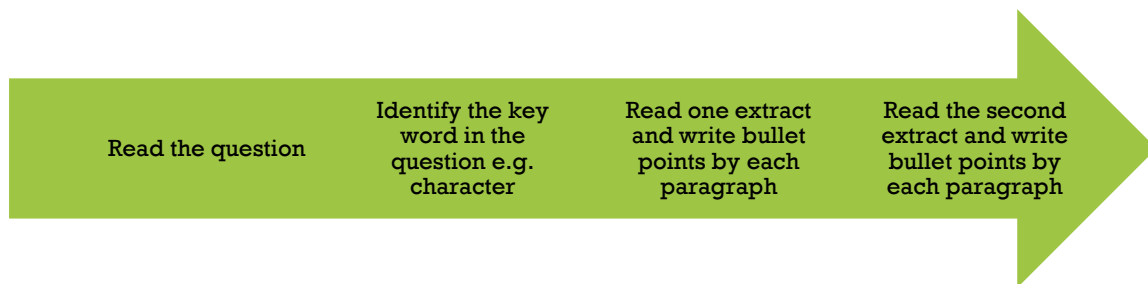 Read the question
Identify the key
word in the
question e.g.
character
Read one extract
and write bullet
points by each
paragraph
Read the second
extract and write
bullet points by
each paragraph